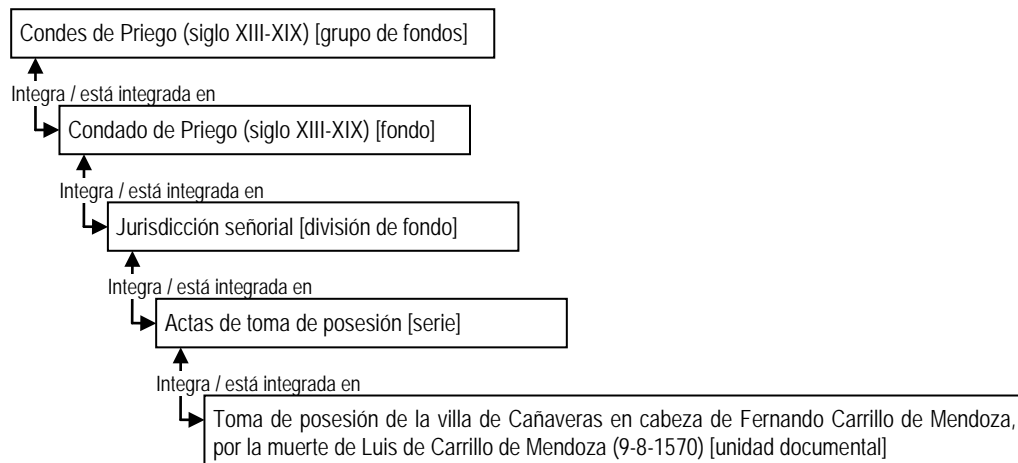 Condes de Priego (siglo XIII-XIX) [grupo de fondos]
Integra / está integrada en
Condado de Priego (siglo XIII-XIX) [fondo]
Integra / está integrada en
Jurisdicción señorial [división de fondo]
Integra / está integrada en
Actas de toma de posesión [serie]
Integra / está integrada en
Toma de posesión de la villa de Cañaveras en cabeza de Fernando Carrillo de Mendoza,
por la muerte de Luis de Carrillo de Mendoza (9-8-1570) [unidad documental]